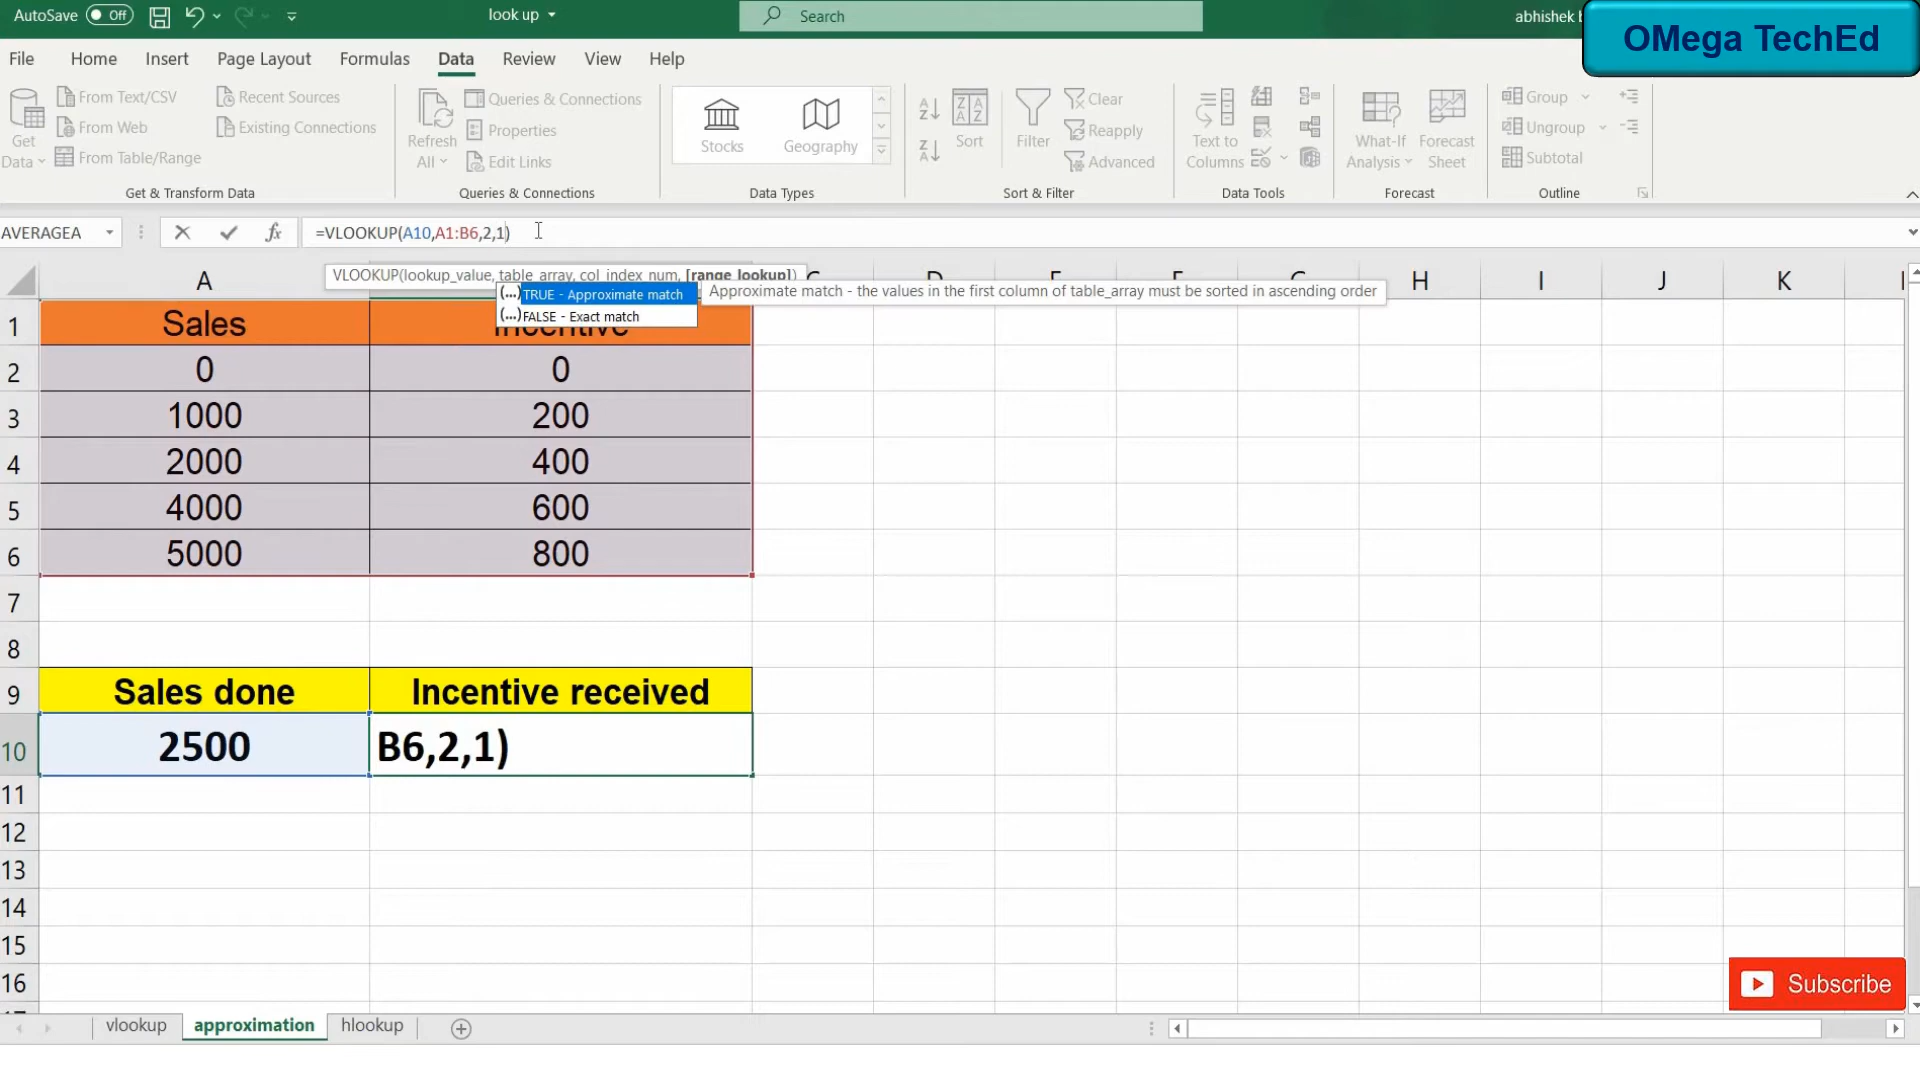 AutoSave Off look up Search abhishek b OMega TechEd
File Home Insert Page Layout Formulas Data Review View Help
Get Data From Text/CSV Recent Sources Refresh All Queries & Connections Stocks Geography Sort Filter Clear Text to Columns What-If Analysis Forecast Sheet Group
From Web Existing Connections Properties Reapply Ungroup
From Table/Range Edit Links Advanced Subtotal
Get & Transform Data Queries & Connections Data Types Sort & Filter Data Tools Forecast Outline
AVERAGEA fx =VLOOKUP(A10,A1:B6,2,1)
VLOOKUP(lookup_value, table_array, col_index_num, [range_lookup])
A H I J K
(...)TRUE - Approximate match Approximate match - the values in the first column of table_array must be sorted in ascending order
(...)FALSE - Exact match
1 Sales Incentive
2 0 0
3 1000 200
4 2000 400
5 4000 600
6 5000 800
7
8
9 Sales done Incentive received
10 2500 B6,2,1)
11
12
13
14
15
16
Subscribe
vlookup approximation hlookup